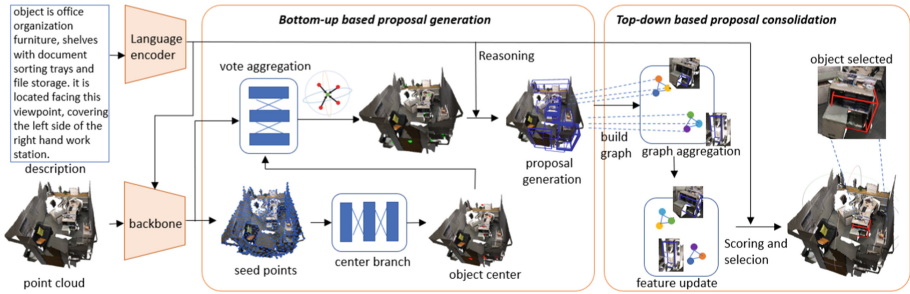 object is office
organization
furniture, shelves
with document
sorting trays and
file storage. it is
located facing this
viewpoint, covering
the left side of the
right hand work
station.
description
point cloud
Language
encoder
backbone
Bottom-up based proposal generation
vote aggregation
Reasoning
proposal
generation
seed points
center branch
object center
Top-down based proposal consolidation
build
graph
graph aggregation
feature update
object selected
Scoring and
selecion